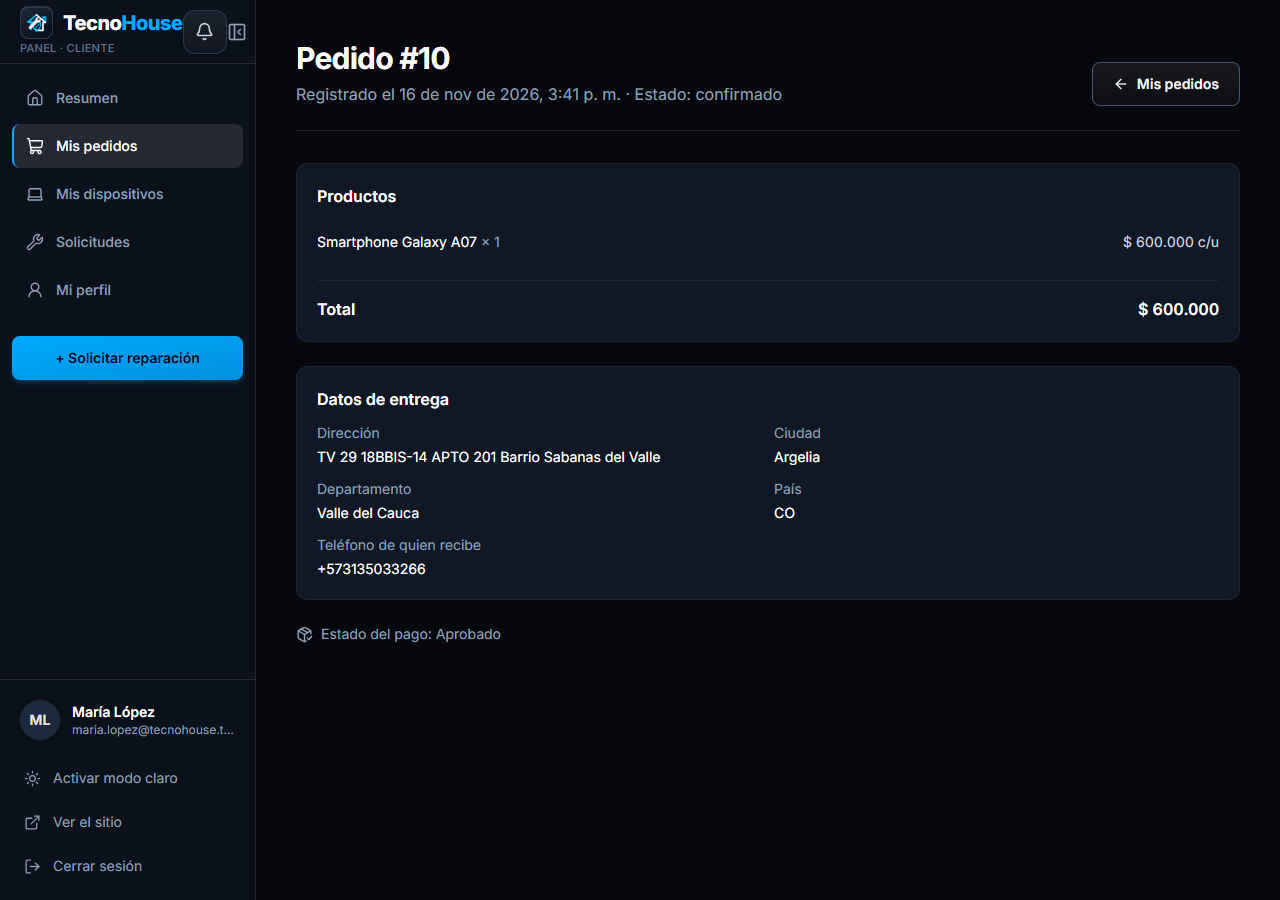 TecnoHouse
PANEL · CLIENTE
Resumen
Mis pedidos
Mis dispositivos
Solicitudes
Mi perfil
+ Solicitar reparación
María López
ML
maria.lopez@tecnohouse.t...
Activar modo claro
Ver el sitio
Cerrar sesión
Pedido #10
Registrado el 16 de nov de 2026, 3:41 p. m. · Estado: confirmado
← Mis pedidos
Productos
Smartphone Galaxy A07 × 1
$ 600.000 c/u
Total
$ 600.000
Datos de entrega
Dirección
TV 29 18BBIS-14 APTO 201 Barrio Sabanas del Valle
Ciudad
Argelia
Departamento
Valle del Cauca
País
CO
Teléfono de quien recibe
+573135033266
Estado del pago: Aprobado